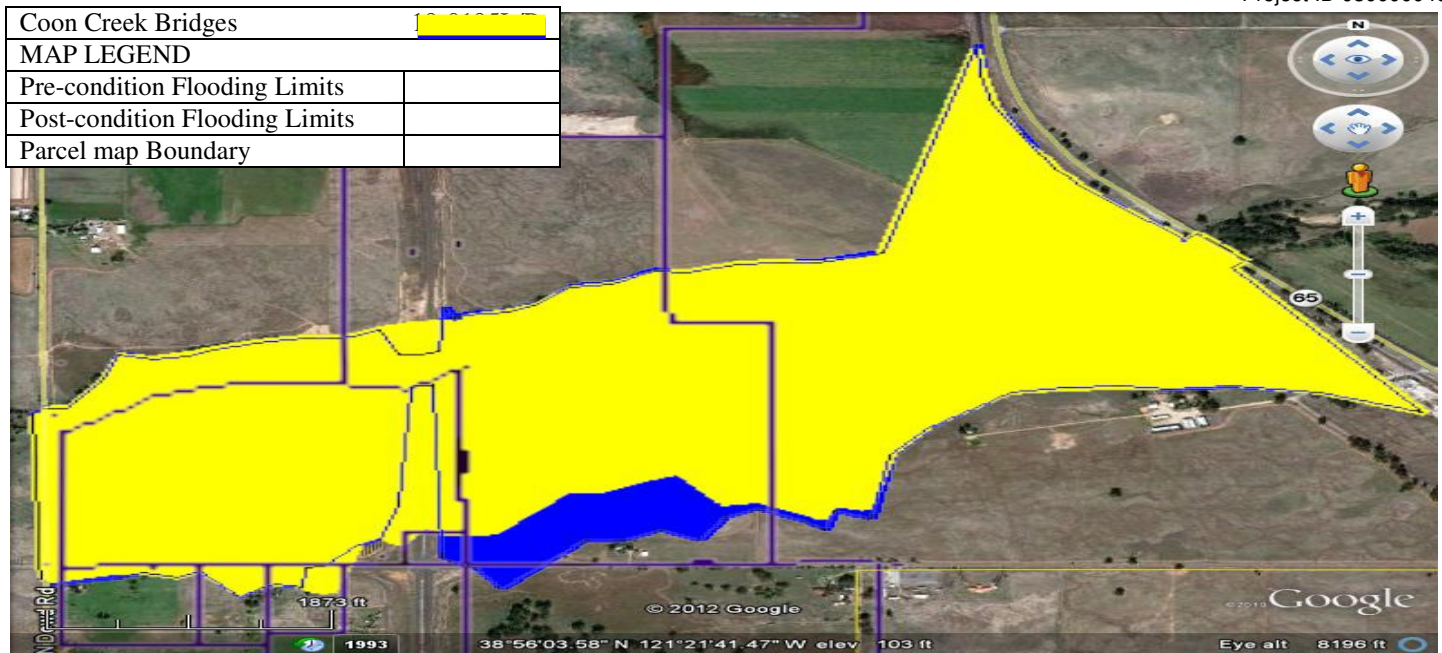 Coon Creek Bridges
MAP LEGEND
Pre-condition Flooding Limits
Post-condition Flooding Limits
Parcel map Boundary
N
65
1873 ft
© 2012 Google
Google
1993
38°56'03.58" N 121°21'41.47" W elev 103 ft
Eye alt 8196 ft